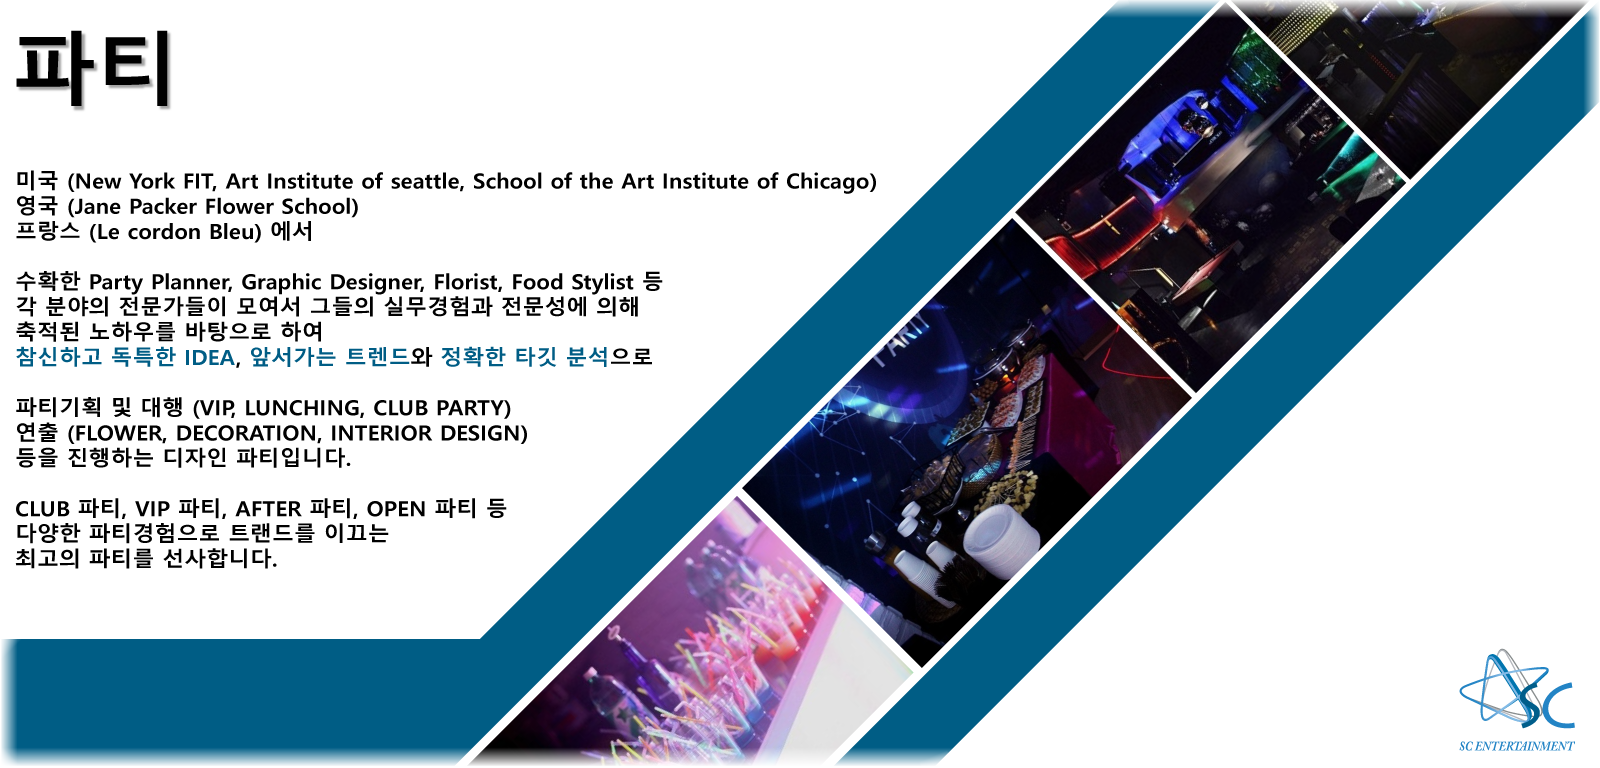 파티
미국 (New York FIT, Art Institute of seattle, School of the Art Institute of Chicago)
영국 (Jane Packer Flower School)
프랑스 (Le cordon Bleu) 에서
수확한 Party Planner, Graphic Designer, Florist, Food Stylist 등
각 분야의 전문가들이 모여서 그들의 실무경험과 전문성에 의해
축적된 노하우를 바탕으로 하여
참신하고 독특한 IDEA, 앞서가는 트렌드와 정확한 타깃 분석으로
파티기획 및 대행 (VIP, LUNCHING, CLUB PARTY)
연출 (FLOWER, DECORATION, INTERIOR DESIGN)
등을 진행하는 디자인 파티입니다.
CLUB 파티, VIP 파티, AFTER 파티, OPEN 파티 등
다양한 파티경험으로 트랜드를 이끄는
최고의 파티를 선사합니다.
PARTY
SC
SC ENTERTAINMENT